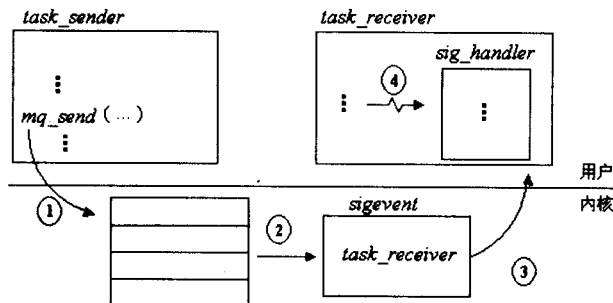 task_sender
mq_send (…)
①
task_receiver
sig_handler
④
用户
内核
②
sigevent
task_receiver
③